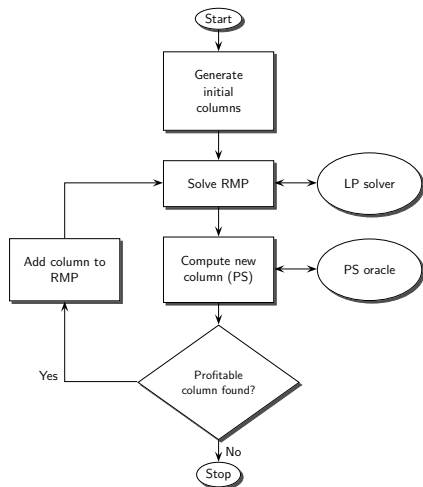 Start
Generate
initial
columns
Solve RMP
LP solver
Add column to
RMP
Compute new
column (PS)
PS oracle
Profitable
column found?
Yes
No
Stop